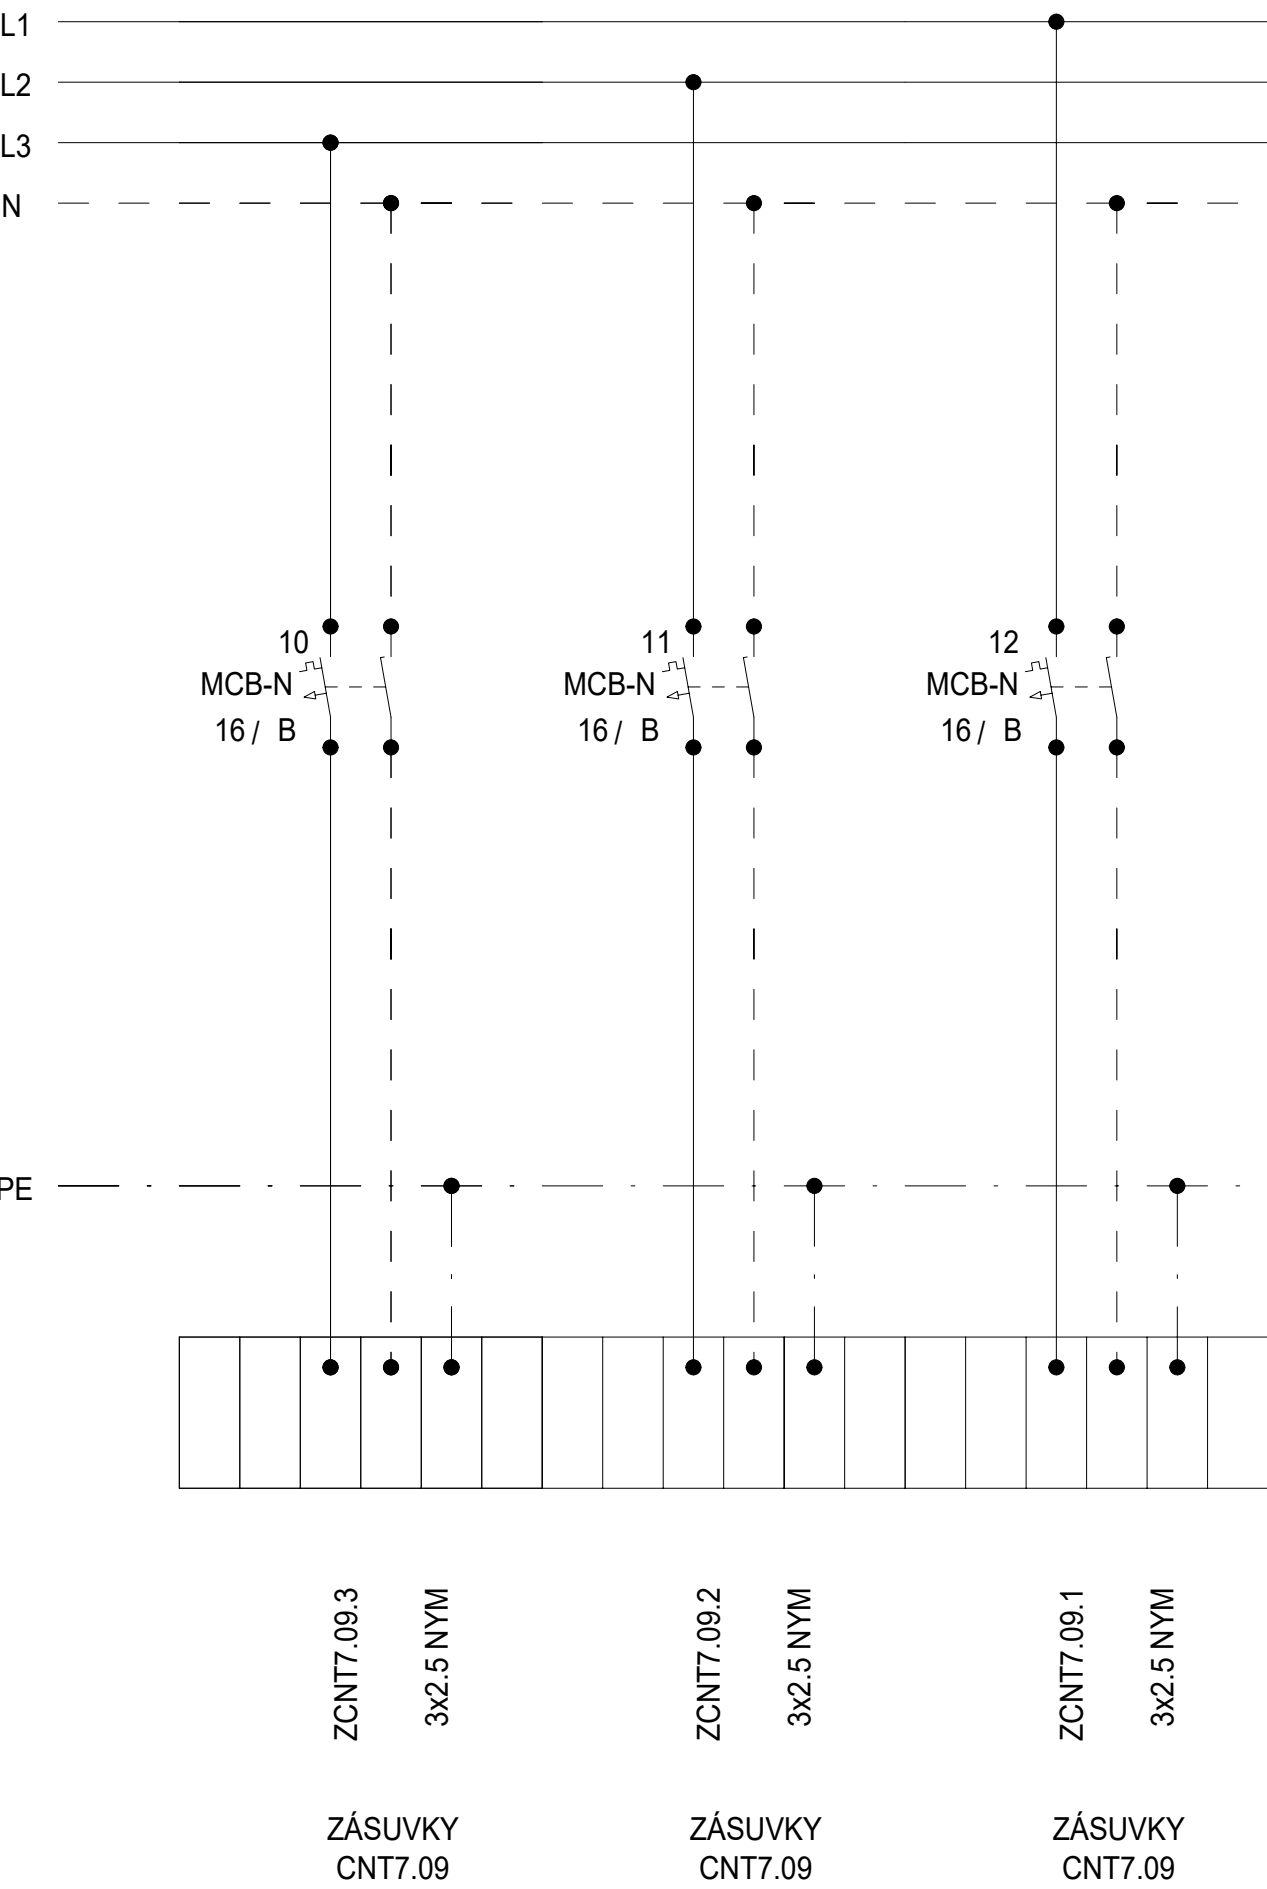 L1
L2
L3
N
10
MCB-N
16 / B
11
MCB-N
16 / B
12
MCB-N
16 / B
PE
ZCNT7.09.3
3x2.5 NYM
ZCNT7.09.2
3x2.5 NYM
ZCNT7.09.1
3x2.5 NYM
ZÁSUVKY
CNT7.09
ZÁSUVKY
CNT7.09
ZÁSUVKY
CNT7.09